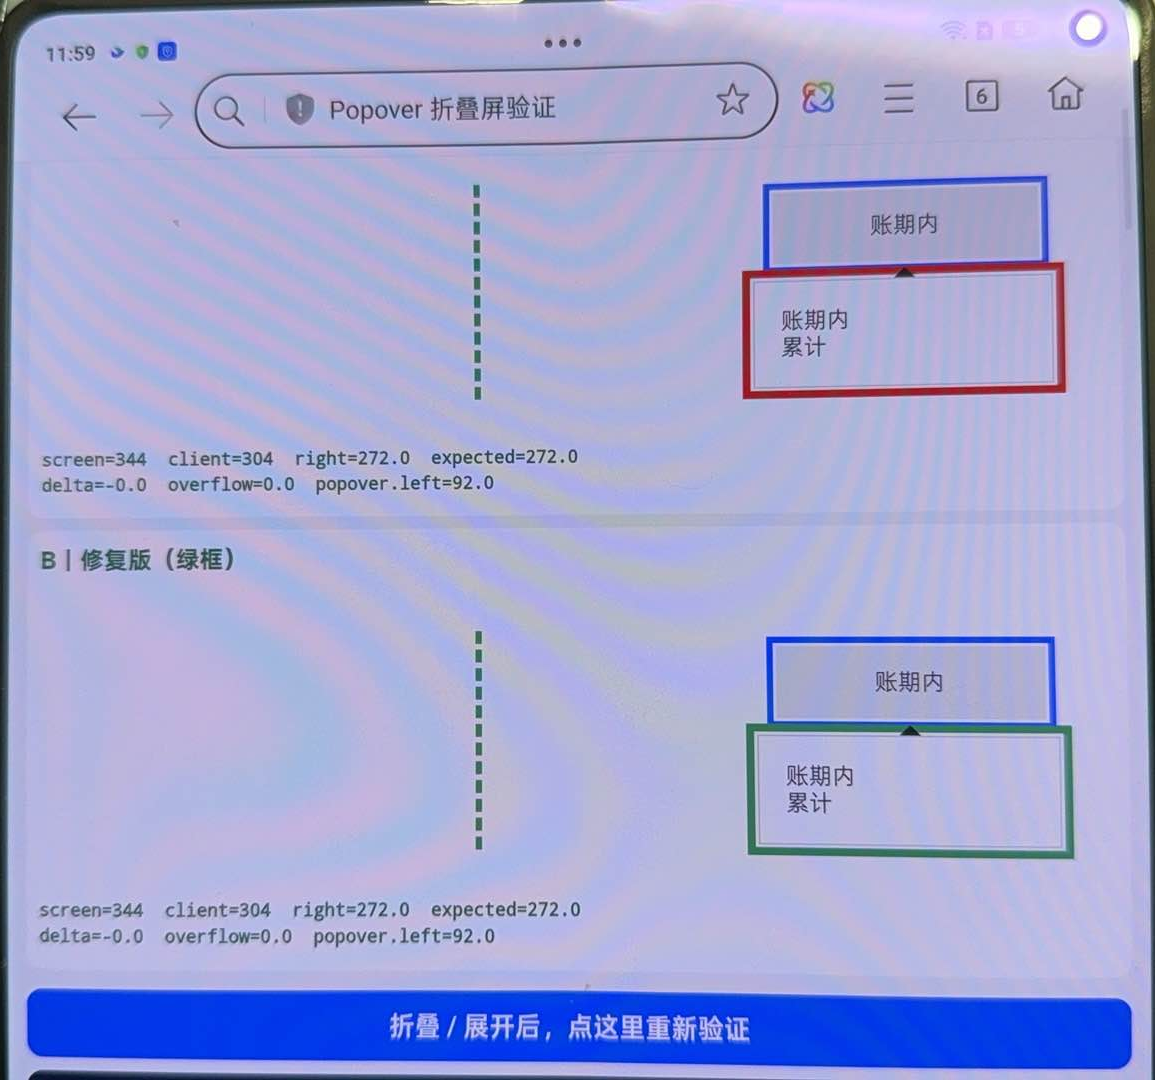 11:59
Popover 折叠屏验证
6
账期内
账期内
累计
screen=344 client=304 right=272.0 expected=272.0
delta=-0.0 overflow=0.0 popover.left=92.0
B | 修复版（绿框）
账期内
账期内
累计
screen=344 client=304 right=272.0 expected=272.0
delta=-0.0 overflow=0.0 popover.left=92.0
折叠 / 展开后，点这里重新验证